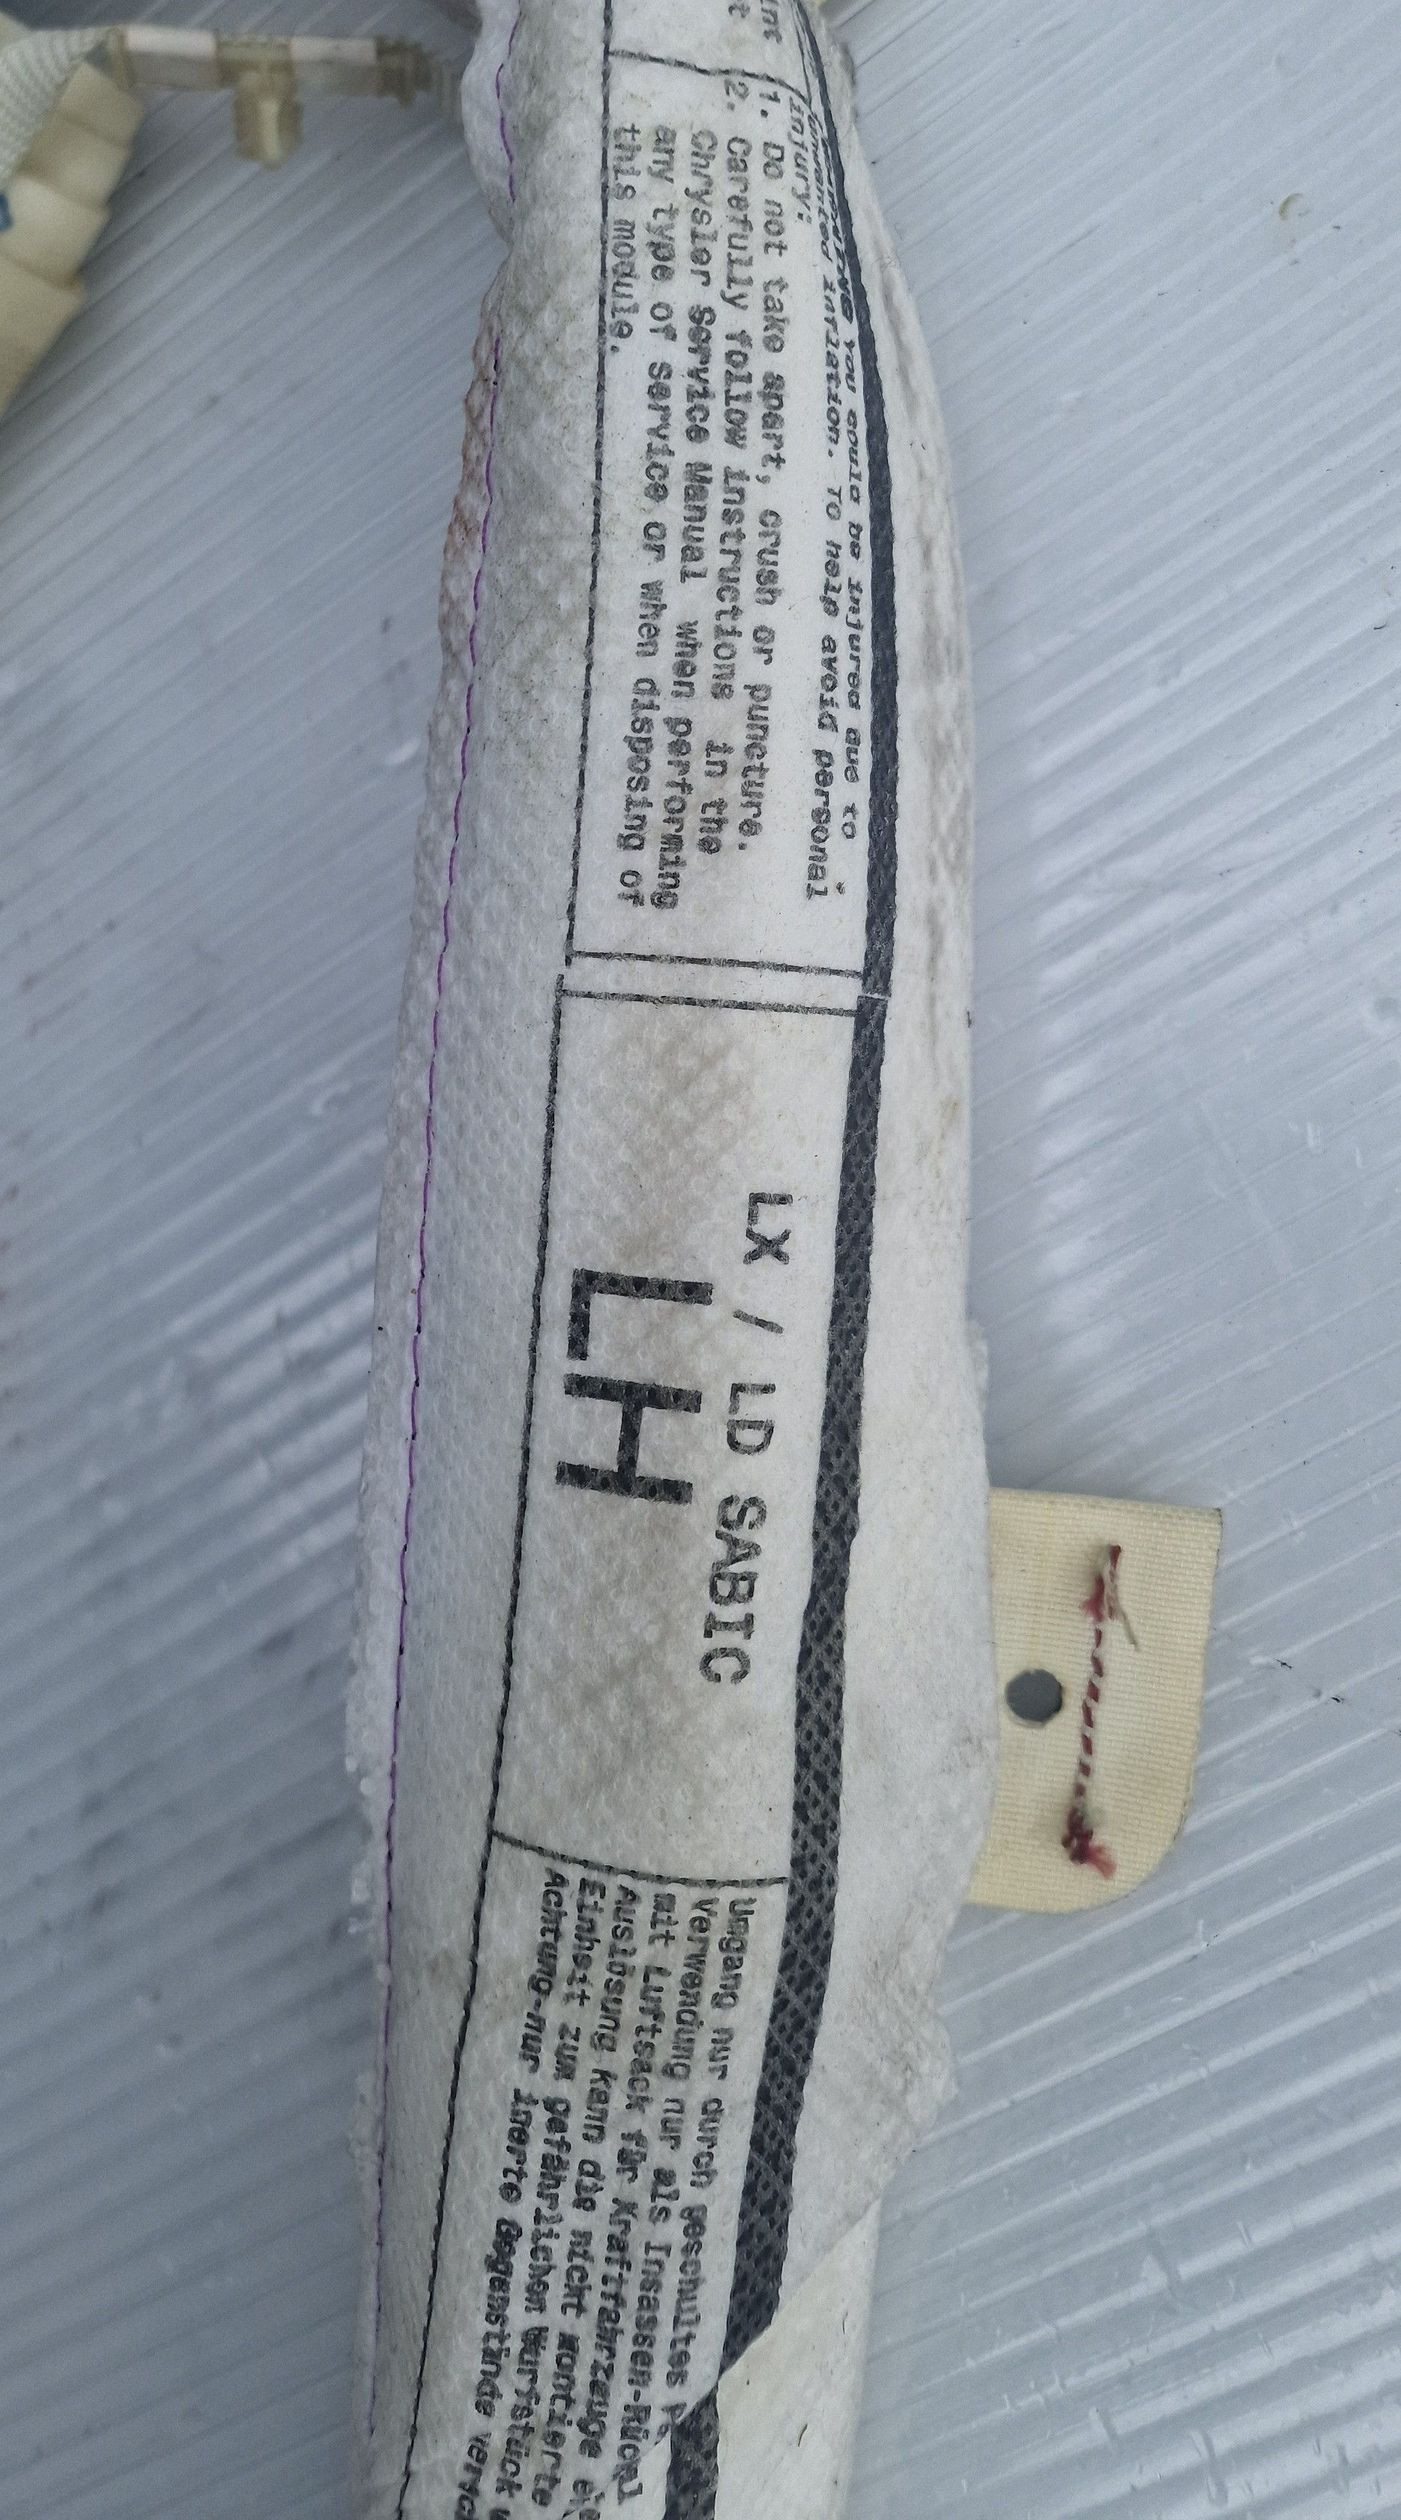 WARNING you could be injured due to
unwanted inflation. To help avoid personal
injury:
1. Do not take apart, crush or puncture.
2. Carefully follow instructions in the
Chrysler Service Manual when performing
any type of service or when disposing of
this module.
LX / LD SABIC
LH
Umgang nur durch geschultes
Verwendung nur als Insassen-Rückhal
mit Luftsack für Kraftfahrzeuge
Auslösung kann die nicht montierte
Einheit zum gefährlichen Wurfstück
Achtung-nur inerte Gegenstände